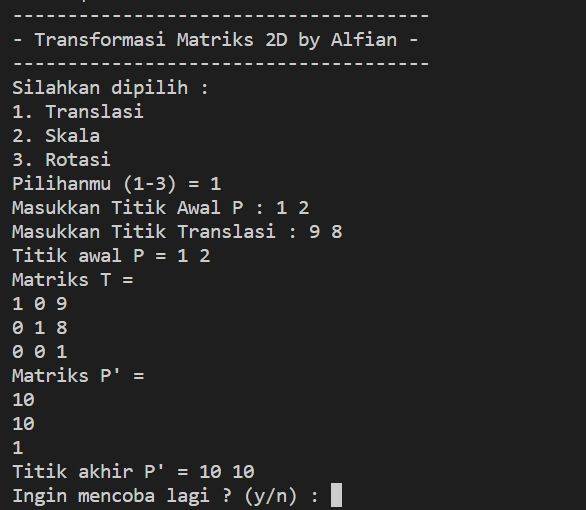 --------------------------------------
- Transformasi Matriks 2D by Alfian -
--------------------------------------
Silahkan dipilih :
1. Translasi
2. Skala
3. Rotasi
Pilihanmu (1-3) = 1
Masukkan Titik Awal P : 1 2
Masukkan Titik Translasi : 9 8
Titik awal P = 1 2
Matriks T =
1 0 9
0 1 8
0 0 1
Matriks P' =
10
10
1
Titik akhir P' = 10 10
Ingin mencoba lagi ? (y/n) :